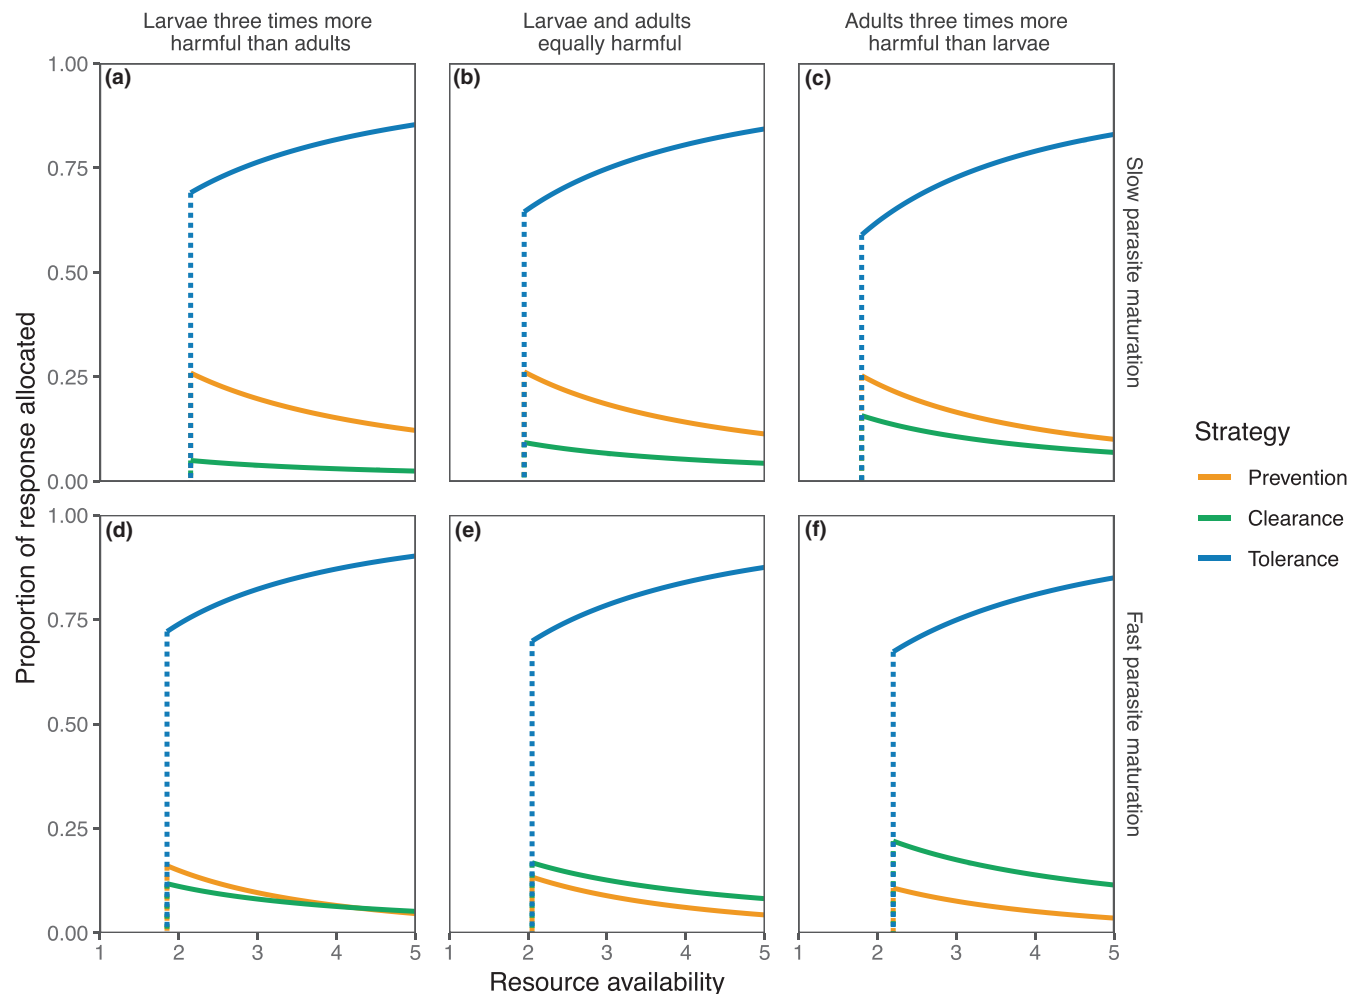 Larvae three times more
harmful than adults
Larvae and adults
equally harmful
Adults three times more
harmful than larvae
(a)
(b)
(c)
1.00
0.75
0.50
0.25
0.00
Slow parasite maturation
(d)
(e)
(f)
1.00
0.75
0.50
0.25
0.00
Fast parasite maturation
1 2 3 4 5
1 2 3 4 5
1 2 3 4 5
Proportion of response allocated
Resource availability
Strategy
Prevention
Clearance
Tolerance